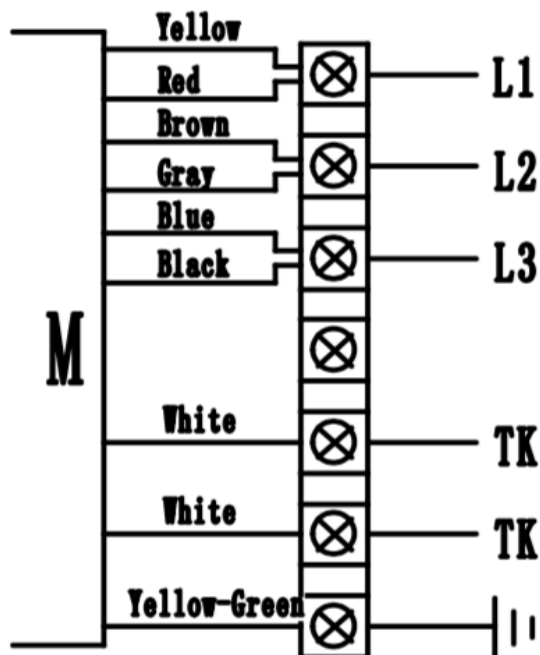 Yellow
L1
Red
Brown
L2
Gray
Blue
L3
Black
M
White
TK
White
TK
Yellow-Green